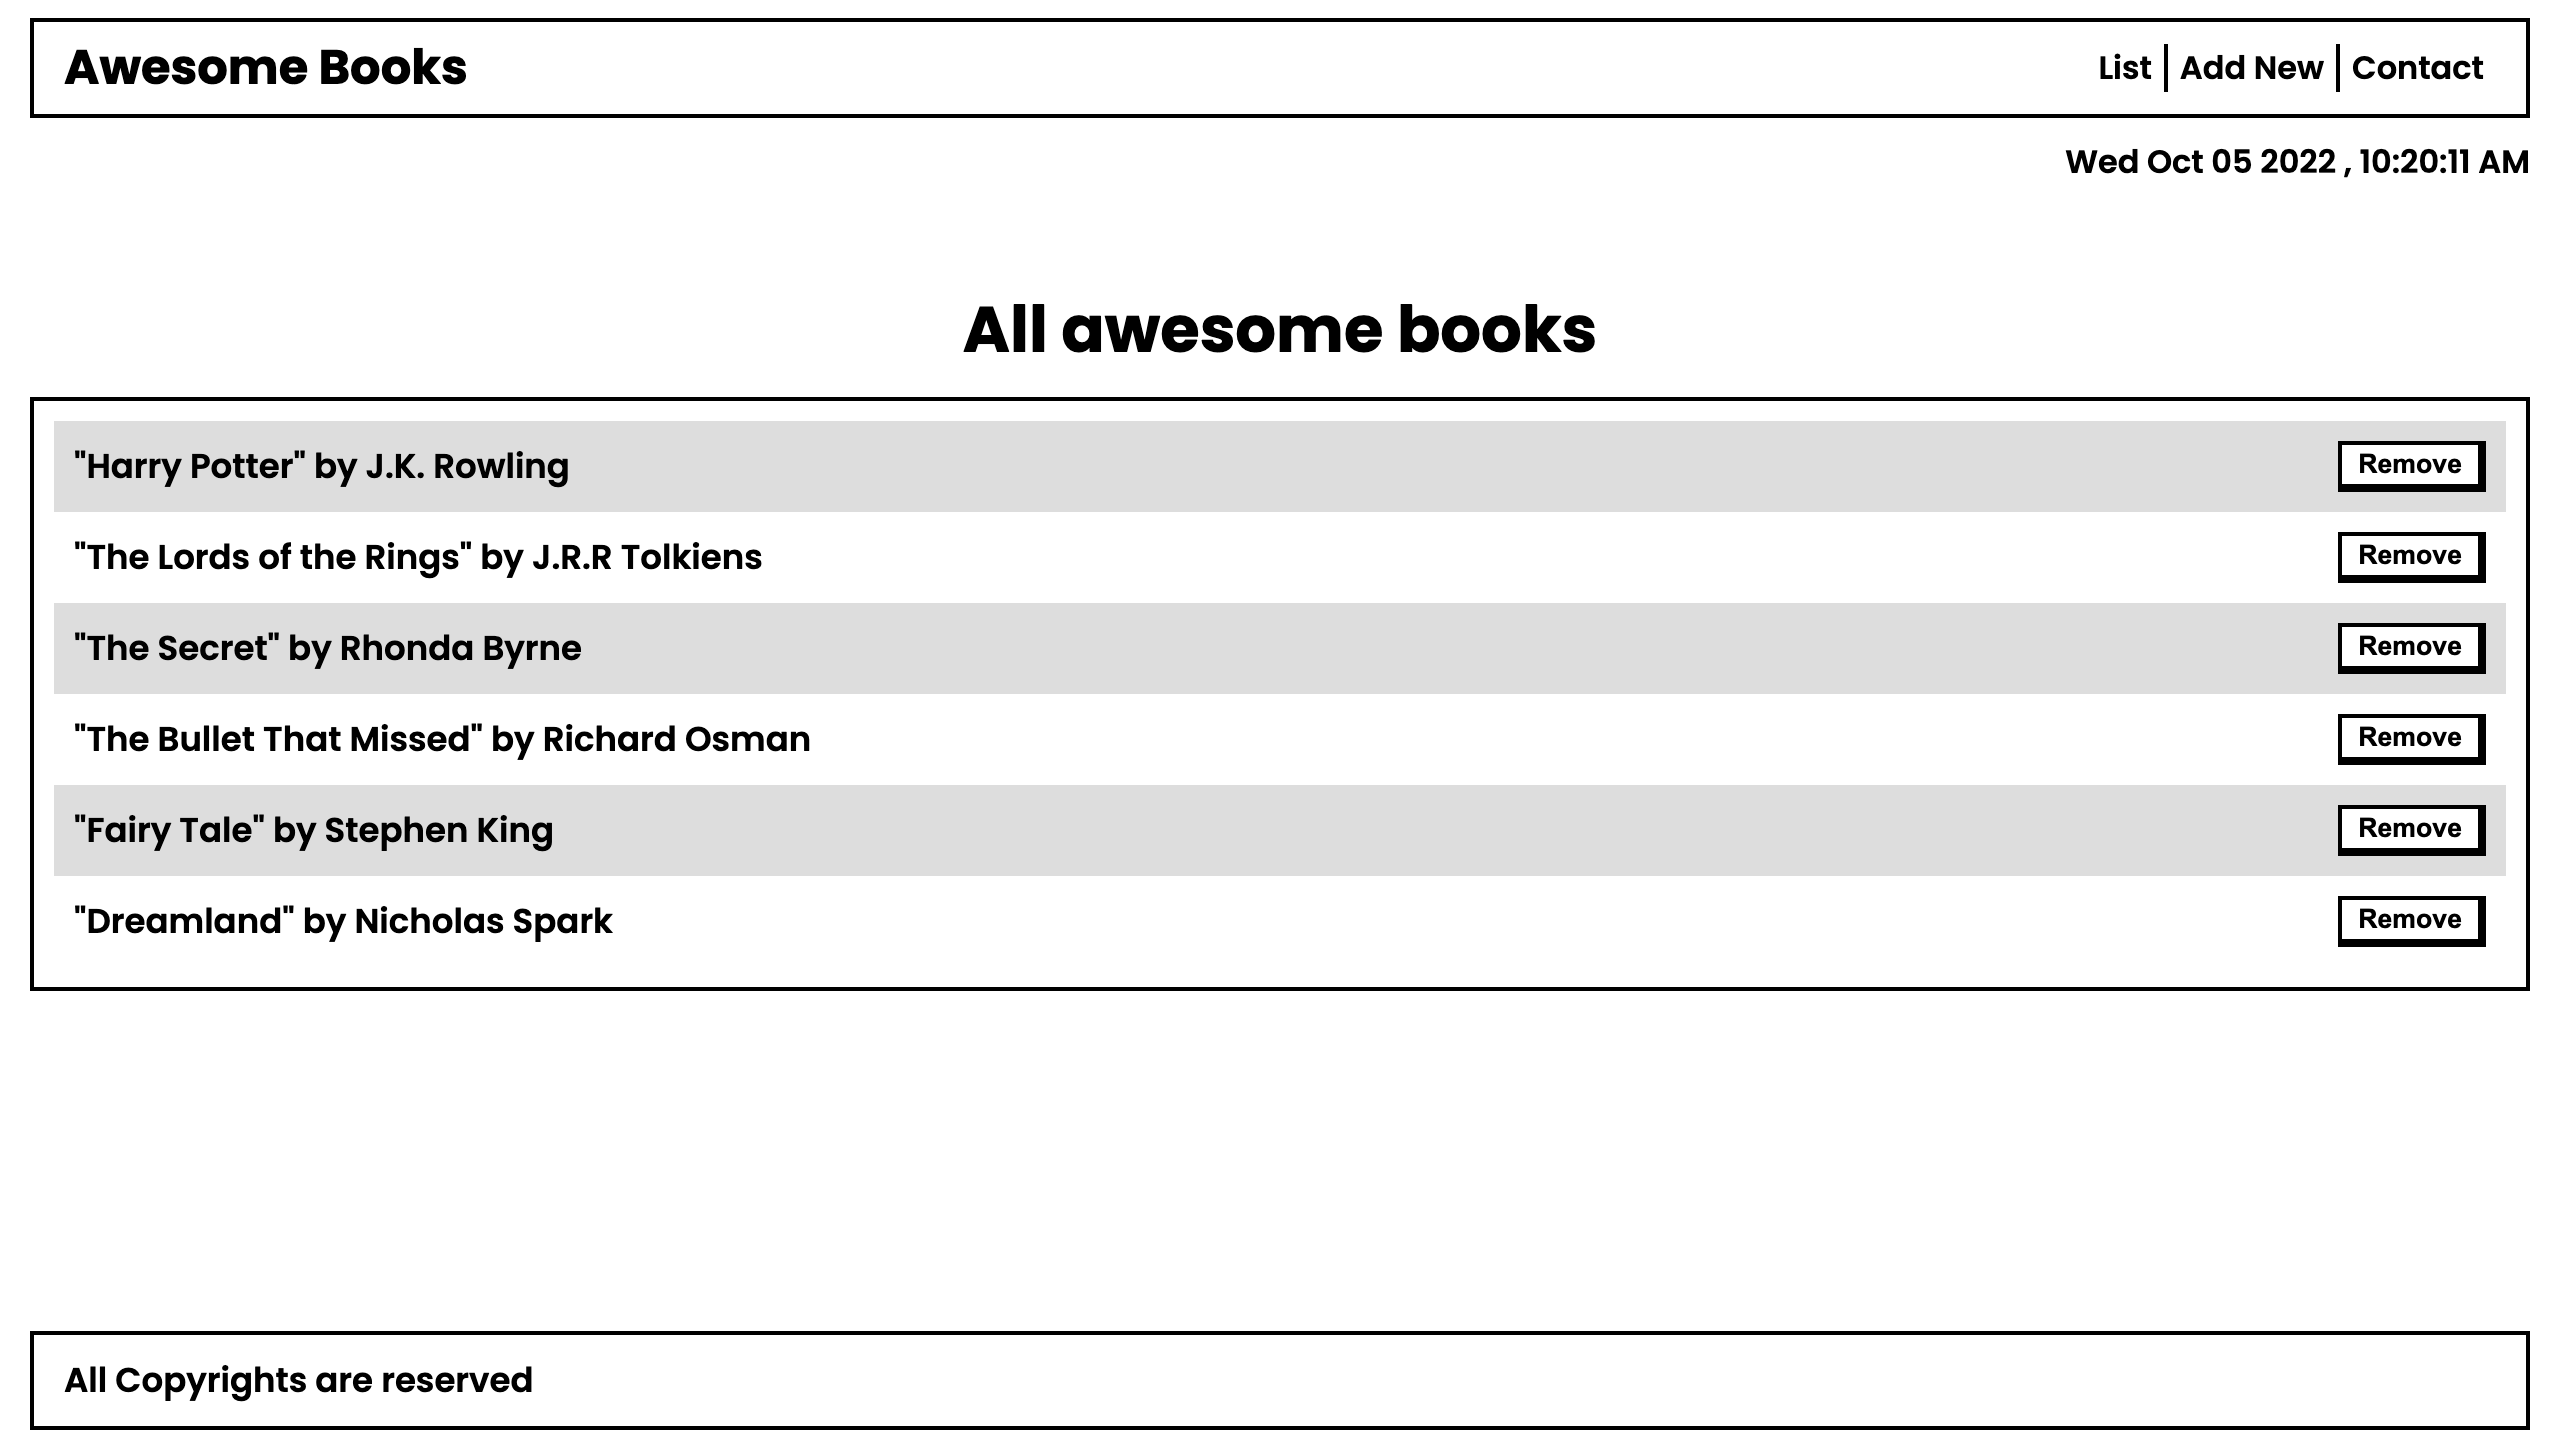 Awesome Books
List
Add New
Contact
Wed Oct 05 2022 , 10:20:11 AM
All awesome books
"Harry Potter" by J.K. Rowling
Remove
"The Lords of the Rings" by J.R.R Tolkiens
Remove
"The Secret" by Rhonda Byrne
Remove
"The Bullet That Missed" by Richard Osman
Remove
"Fairy Tale" by Stephen King
Remove
"Dreamland" by Nicholas Spark
Remove
All Copyrights are reserved